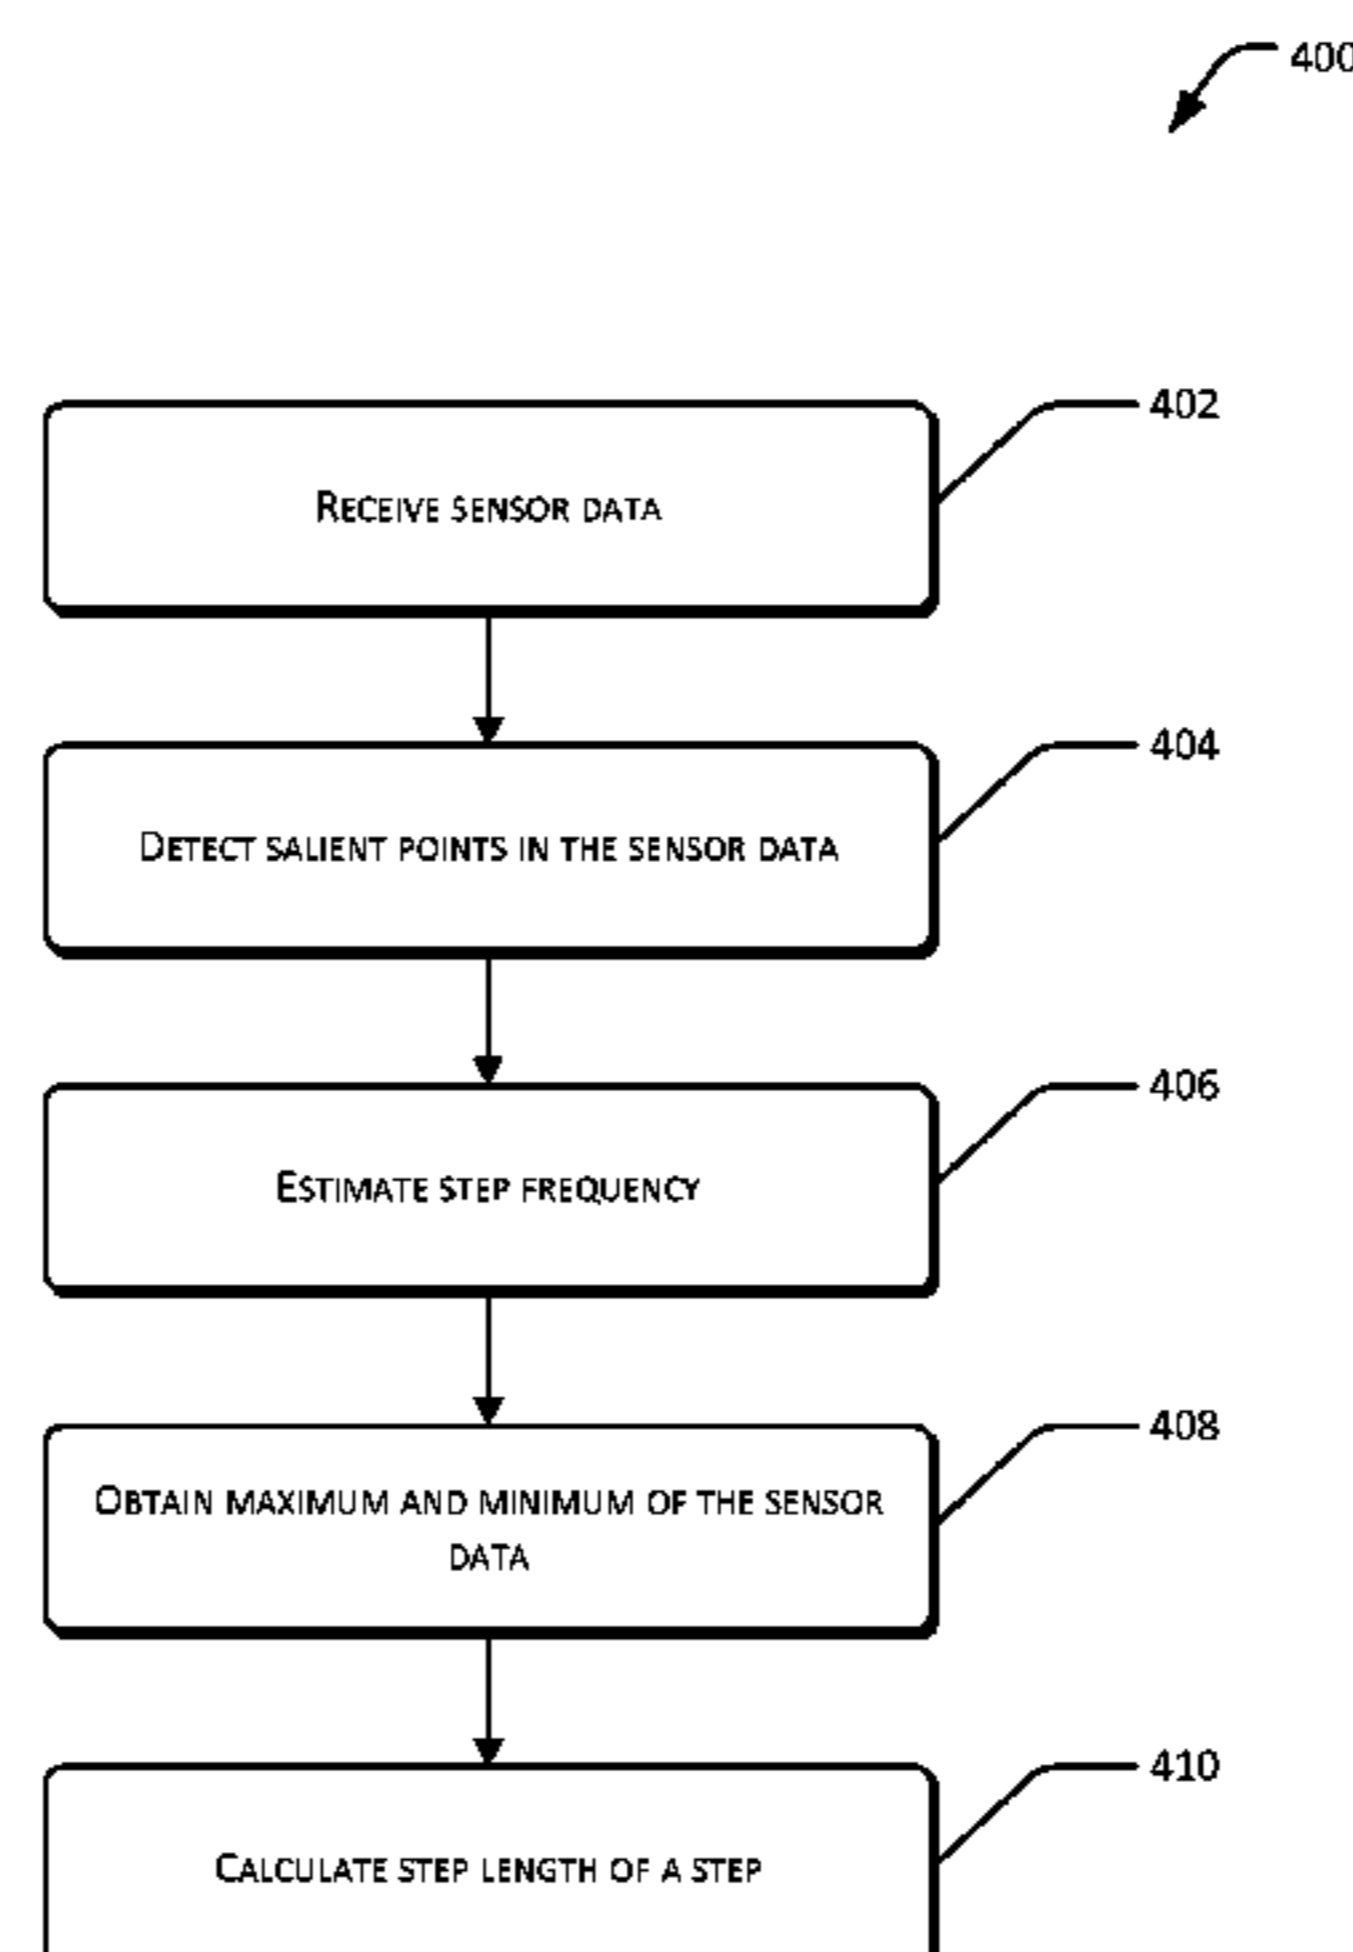 400
402
RECEIVE SENSOR DATA
404
DETECT SALIENT POINTS IN THE SENSOR DATA
406
ESTIMATE STEP FREQUENCY
408
OBTAIN MAXIMUM AND MINIMUM OF THE SENSOR
DATA
410
CALCULATE STEP LENGTH OF A STEP